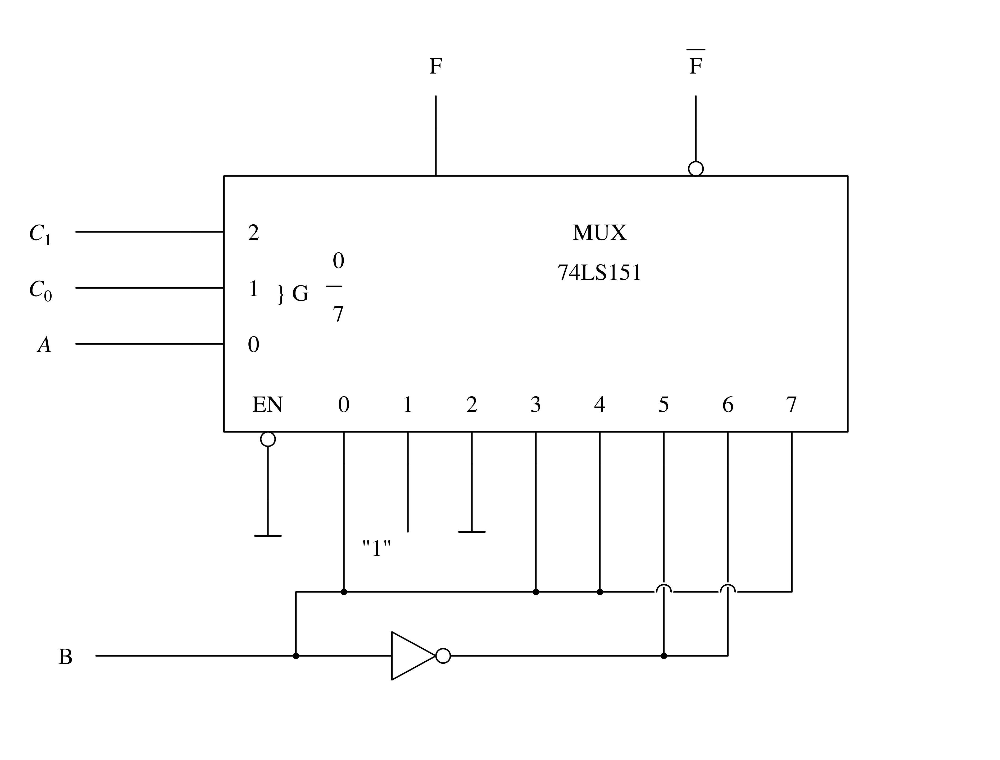 F F̅
C₁ 2 MUX
0
74LS151
C₀ 1 } G
7
A 0
EN 0 1 2 3 4 5 6 7
"1"
B